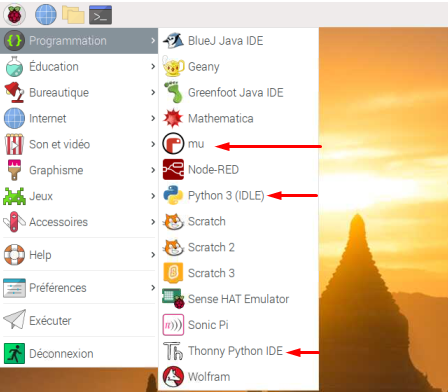 Programmation
Éducation
Bureautique
Internet
Son et vidéo
Graphisme
Jeux
Accessoires
Help
Préférences
Exécuter
Déconnexion
BlueJ Java IDE
Geany
Greenfoot Java IDE
Mathematica
mu
Node-RED
Python 3 (IDLE)
Scratch
Scratch 2
Scratch 3
Sense HAT Emulator
Sonic Pi
Thonny Python IDE
Wolfram